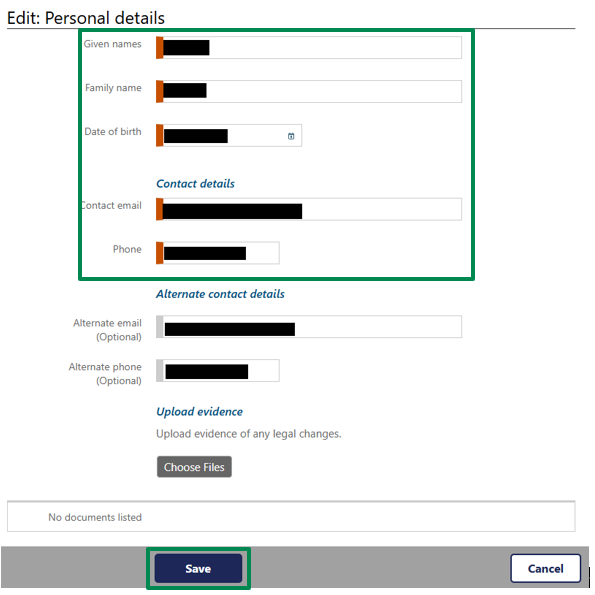 Edit: Personal details
Given names
Family name
Date of birth
Contact details
Contact email
Phone
Alternate contact details
Alternate email
(Optional)
Alternate phone
(Optional)
Upload evidence
Upload evidence of any legal changes.
Choose Files
No documents listed
Save
Cancel